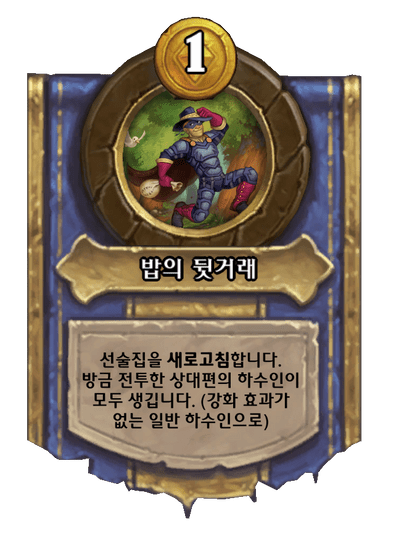 1
밥의 뒷거래
선술집을 새로고침합니다.
방금 전투한 상대편의 하수인이
모두 생깁니다. (강화 효과가
없는 일반 하수인으로)